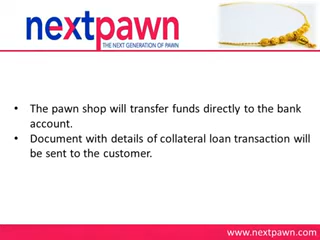 nextpawn
THE NEXT GENERATION OF PAWN
• The pawn shop will transfer funds directly to the bank
account.
• Document with details of collateral loan transaction will
be sent to the customer.
www.nextpawn.com